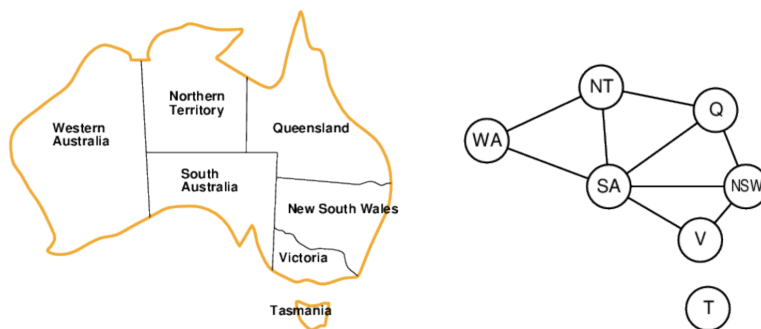 Northern
Territory
Western
Australia
Queensland
South
Australia
New South Wales
Victoria
Tasmania
NT
Q
WA
SA
NSW
V
T